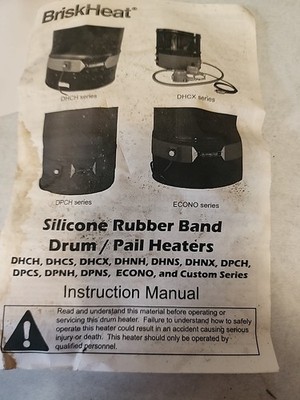 BriskHeat®
DHCH series
DHCX series
DPCH series
ECONO series
Silicone Rubber Band
Drum / Pail Heaters
DHCH, DHCS, DHCX, DHNH, DHNS, DHNX, DPCH,
DPCS, DPNH, DPNS, ECONO, and Custom Series
Instruction Manual
Read and understand this material before operating or
servicing this drum heater. Failure to understand how to safely
operate this heater could result in an accident causing serious
injury or death. This heater should only be operated by
qualified personnel.